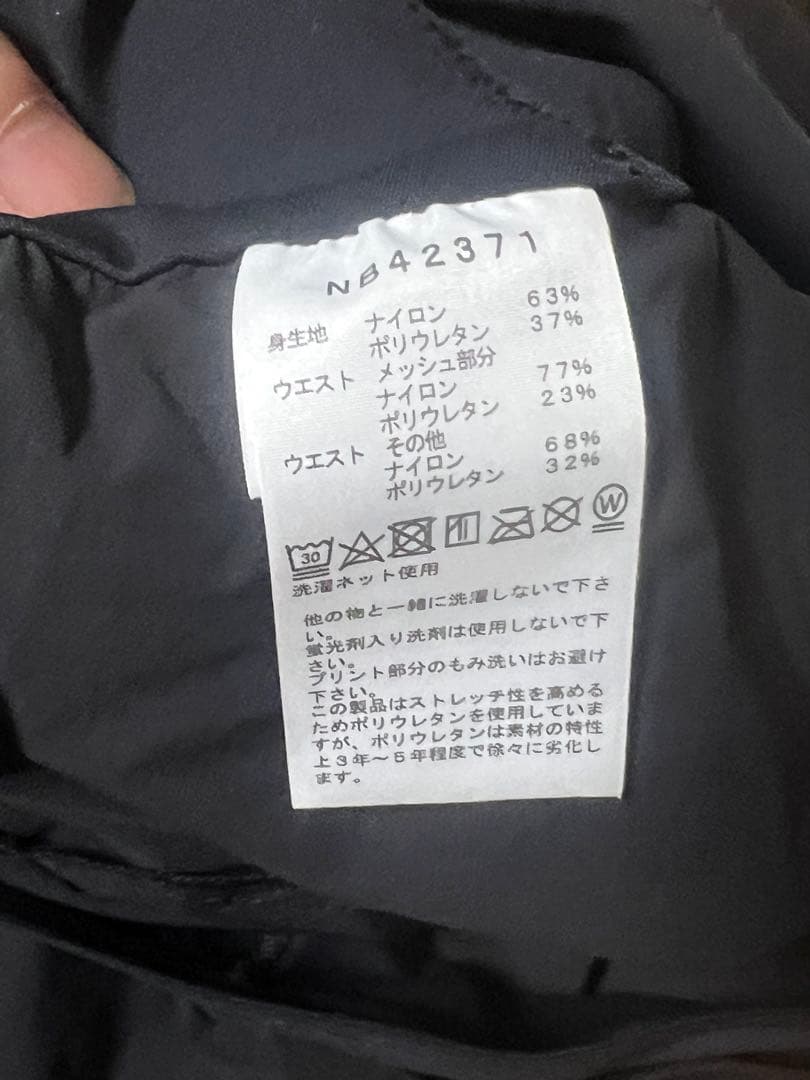 NB42371
身生地 ナイロン 63%
ポリウレタン 37%
ウエスト メッシュ部分
ナイロン 77%
ポリウレタン 23%
ウエスト その他
ナイロン 68%
ポリウレタン 32%
30 W
洗濯ネット使用
他の物と一緒に洗濯しないで下さ
い。
蛍光剤入り洗剤は使用しないで下
さい。
プリント部分のもみ洗いはお避け
下さい。
この製品はストレッチ性を高める
ためポリウレタンを使用していま
すが、ポリウレタンは素材の特性
上3年～5年程度で徐々に劣化し
ます。